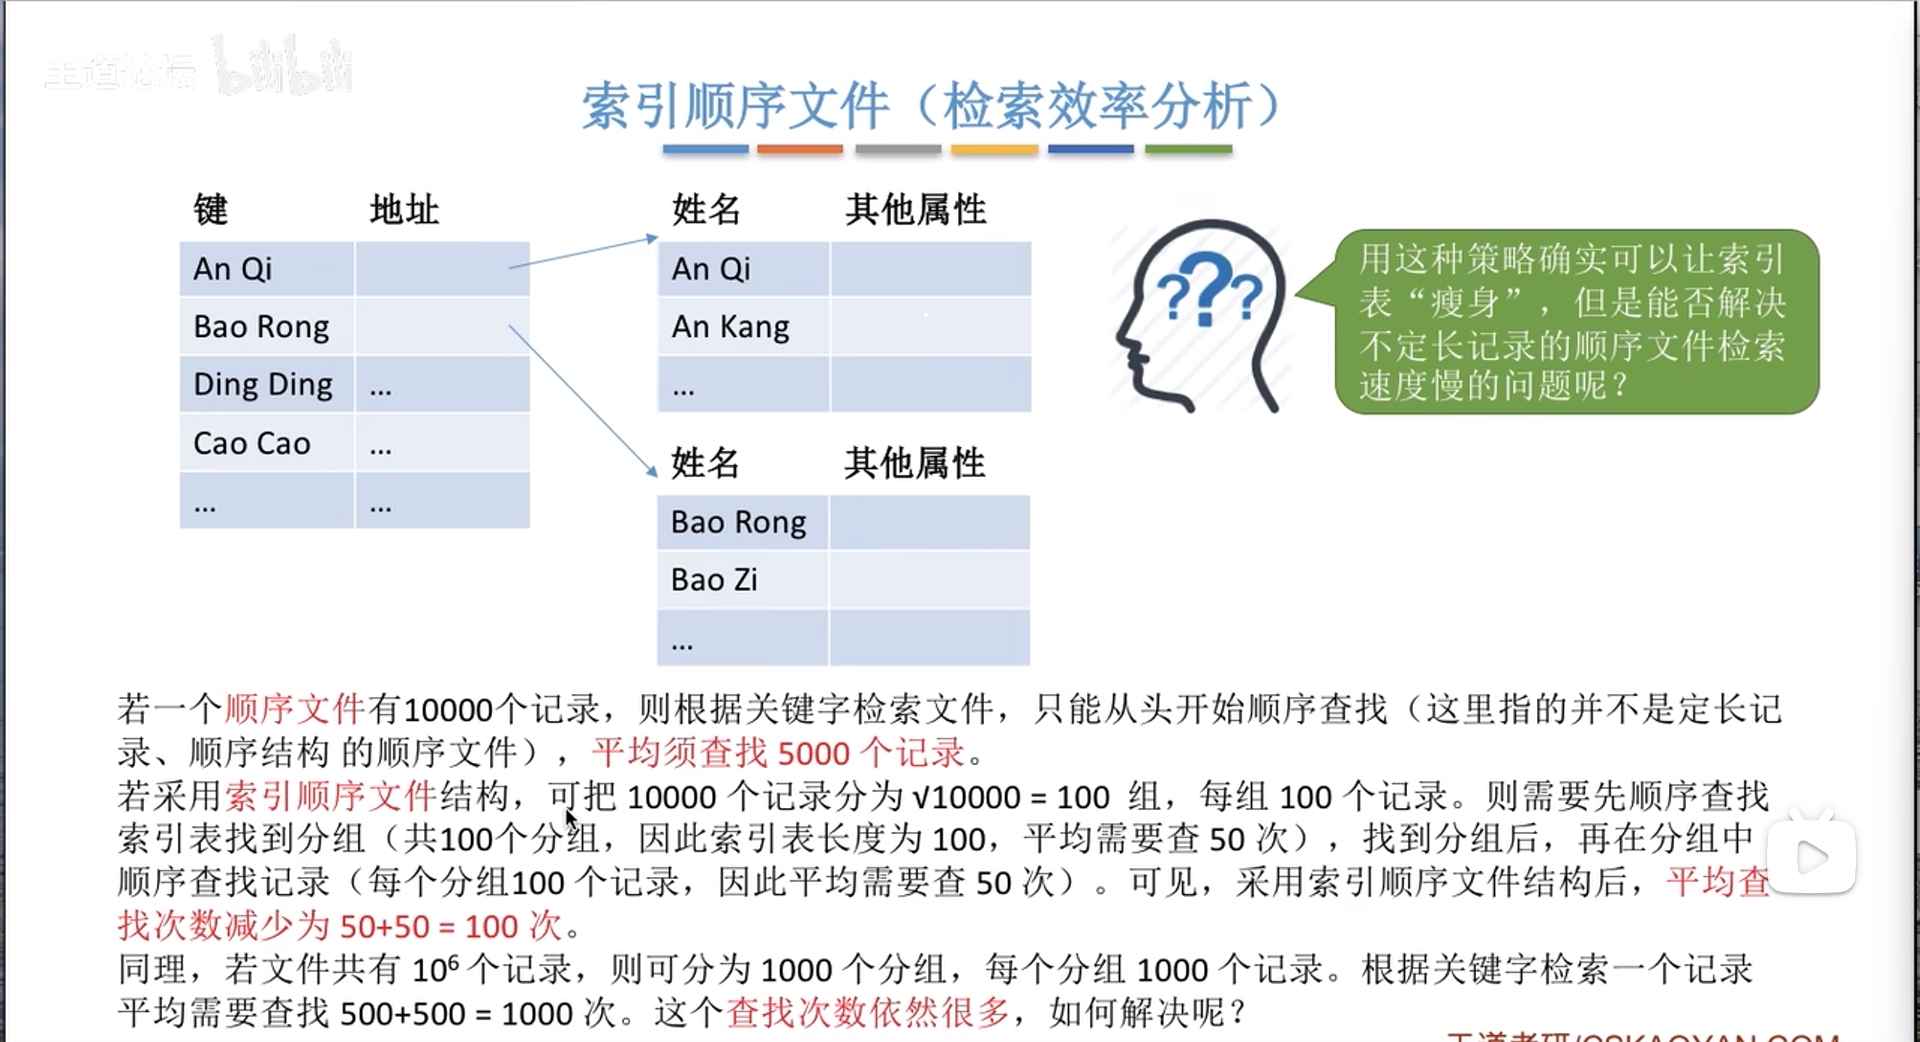 王道论坛 bilibili
索引顺序文件（检索效率分析）
键 地址
An Qi
Bao Rong
Ding Ding ...
Cao Cao ...
... ...
姓名 其他属性
An Qi
An Kang
...
姓名 其他属性
Bao Rong
Bao Zi
...
???
用这种策略确实可以让索引
表“瘦身”，但是能否解决
不定长记录的顺序文件检索
速度慢的问题呢？
若一个顺序文件有10000个记录，则根据关键字检索文件，只能从头开始顺序查找（这里指的并不是定长记
录、顺序结构 的顺序文件），平均须查找 5000 个记录。
若采用索引顺序文件结构，可把 10000 个记录分为 √10000 = 100 组，每组 100 个记录。则需要先顺序查找
索引表找到分组（共100个分组，因此索引表长度为 100，平均需要查 50 次），找到分组后，再在分组中
顺序查找记录（每个分组100 个记录，因此平均需要查 50 次）。可见，采用索引顺序文件结构后，平均查
找次数减少为 50+50 = 100 次。
同理，若文件共有 10⁶ 个记录，则可分为 1000 个分组，每个分组 1000 个记录。根据关键字检索一个记录
平均需要查找 500+500 = 1000 次。这个查找次数依然很多，如何解决呢？
王道考研/CSKAOYAN.COM